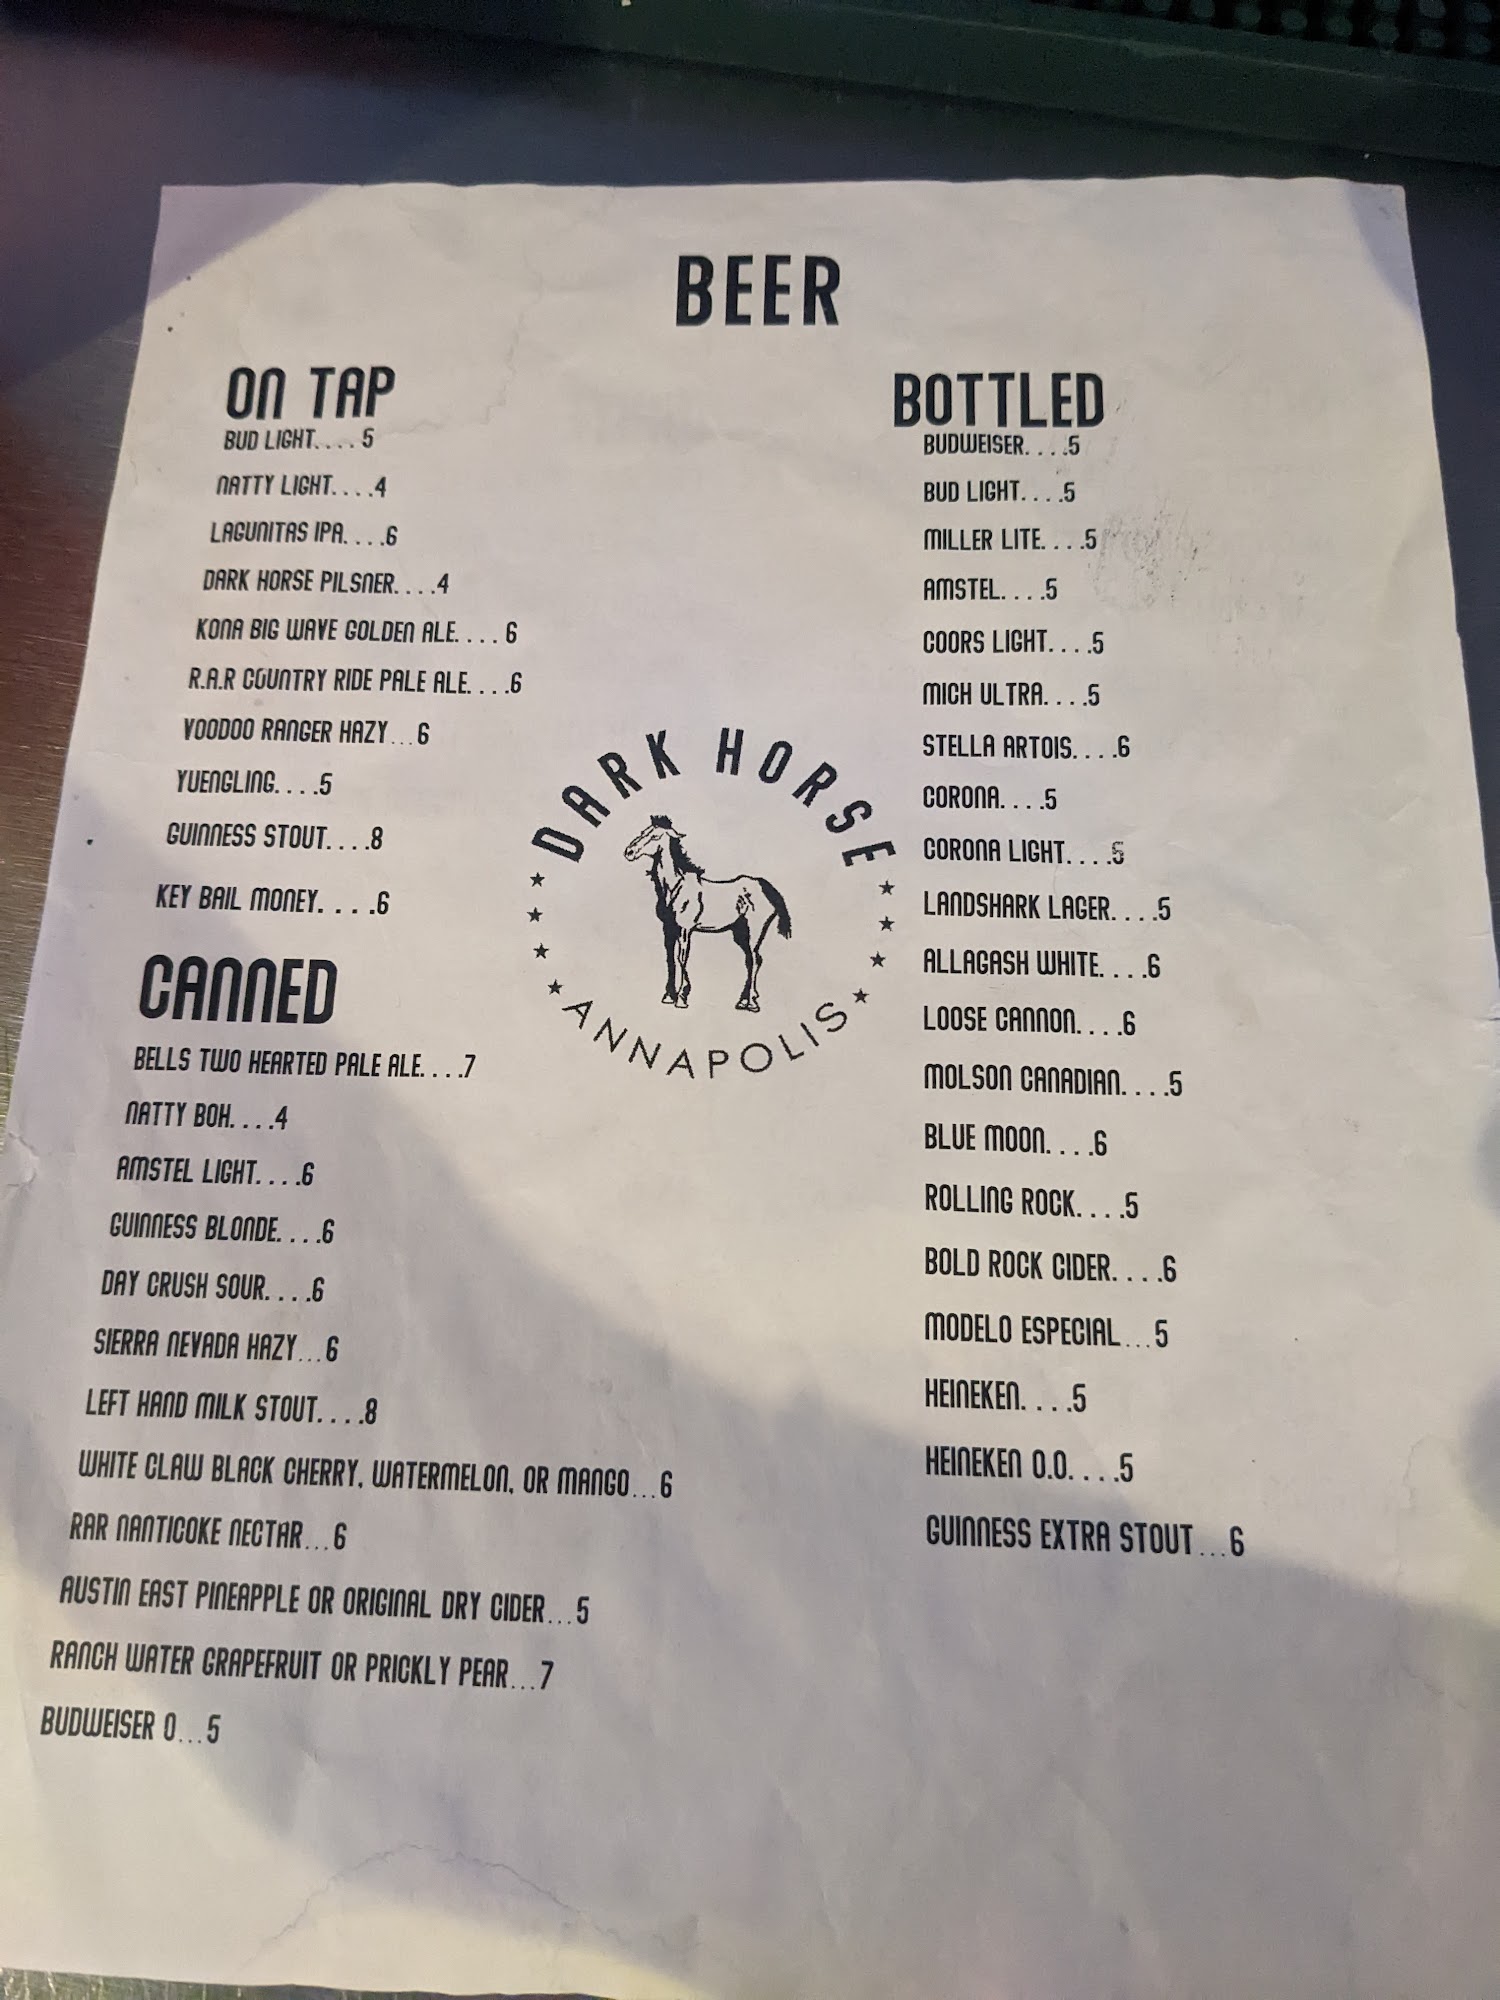 BEER
ON TAP
BUD LIGHT. . . . 5
NATTY LIGHT. . . .4
LAGUNITAS IPA. . . .6
DARK HORSE PILSNER. . . .4
KONA BIG WAVE GOLDEN ALE. . . . 6
R.A.R COUNTRY RIDE PALE ALE. . . .6
VOODOO RANGER HAZY...6
YUENGLING. . . .5
GUINNESS STOUT. . . .8
KEY BAIL MONEY. . . .6
CANNED
BELLS TWO HEARTED PALE ALE. . . .7
NATTY BOH. . . .4
AMSTEL LIGHT. . . .6
GUINNESS BLONDE. . . .6
DAY CRUSH SOUR. . . .6
SIERRA NEVADA HAZY...6
LEFT HAND MILK STOUT. . . .8
WHITE CLAW BLACK CHERRY, WATERMELON, OR MANGO...6
RAR NANTICOKE NECTAR...6
AUSTIN EAST PINEAPPLE OR ORIGINAL DRY CIDER...5
RANCH WATER GRAPEFRUIT OR PRICKLY PEAR...7
BUDWEISER 0...5
DARK HORSE
ANNAPOLIS
BOTTLED
BUDWEISER. . . .5
BUD LIGHT. . . .5
MILLER LITE. . . .5
AMSTEL. . . .5
COORS LIGHT. . . .5
MICH ULTRA. . . .5
STELLA ARTOIS. . . .6
CORONA. . . .5
CORONA LIGHT. . . .5
LANDSHARK LAGER. . . .5
ALLAGASH WHITE. . . .6
LOOSE CANNON. . . .6
MOLSON CANADIAN. . . .5
BLUE MOON. . . .6
ROLLING ROCK. . . .5
BOLD ROCK CIDER. . . .6
MODELO ESPECIAL...5
HEINEKEN. . . .5
HEINEKEN 0.0. . . .5
GUINNESS EXTRA STOUT...6